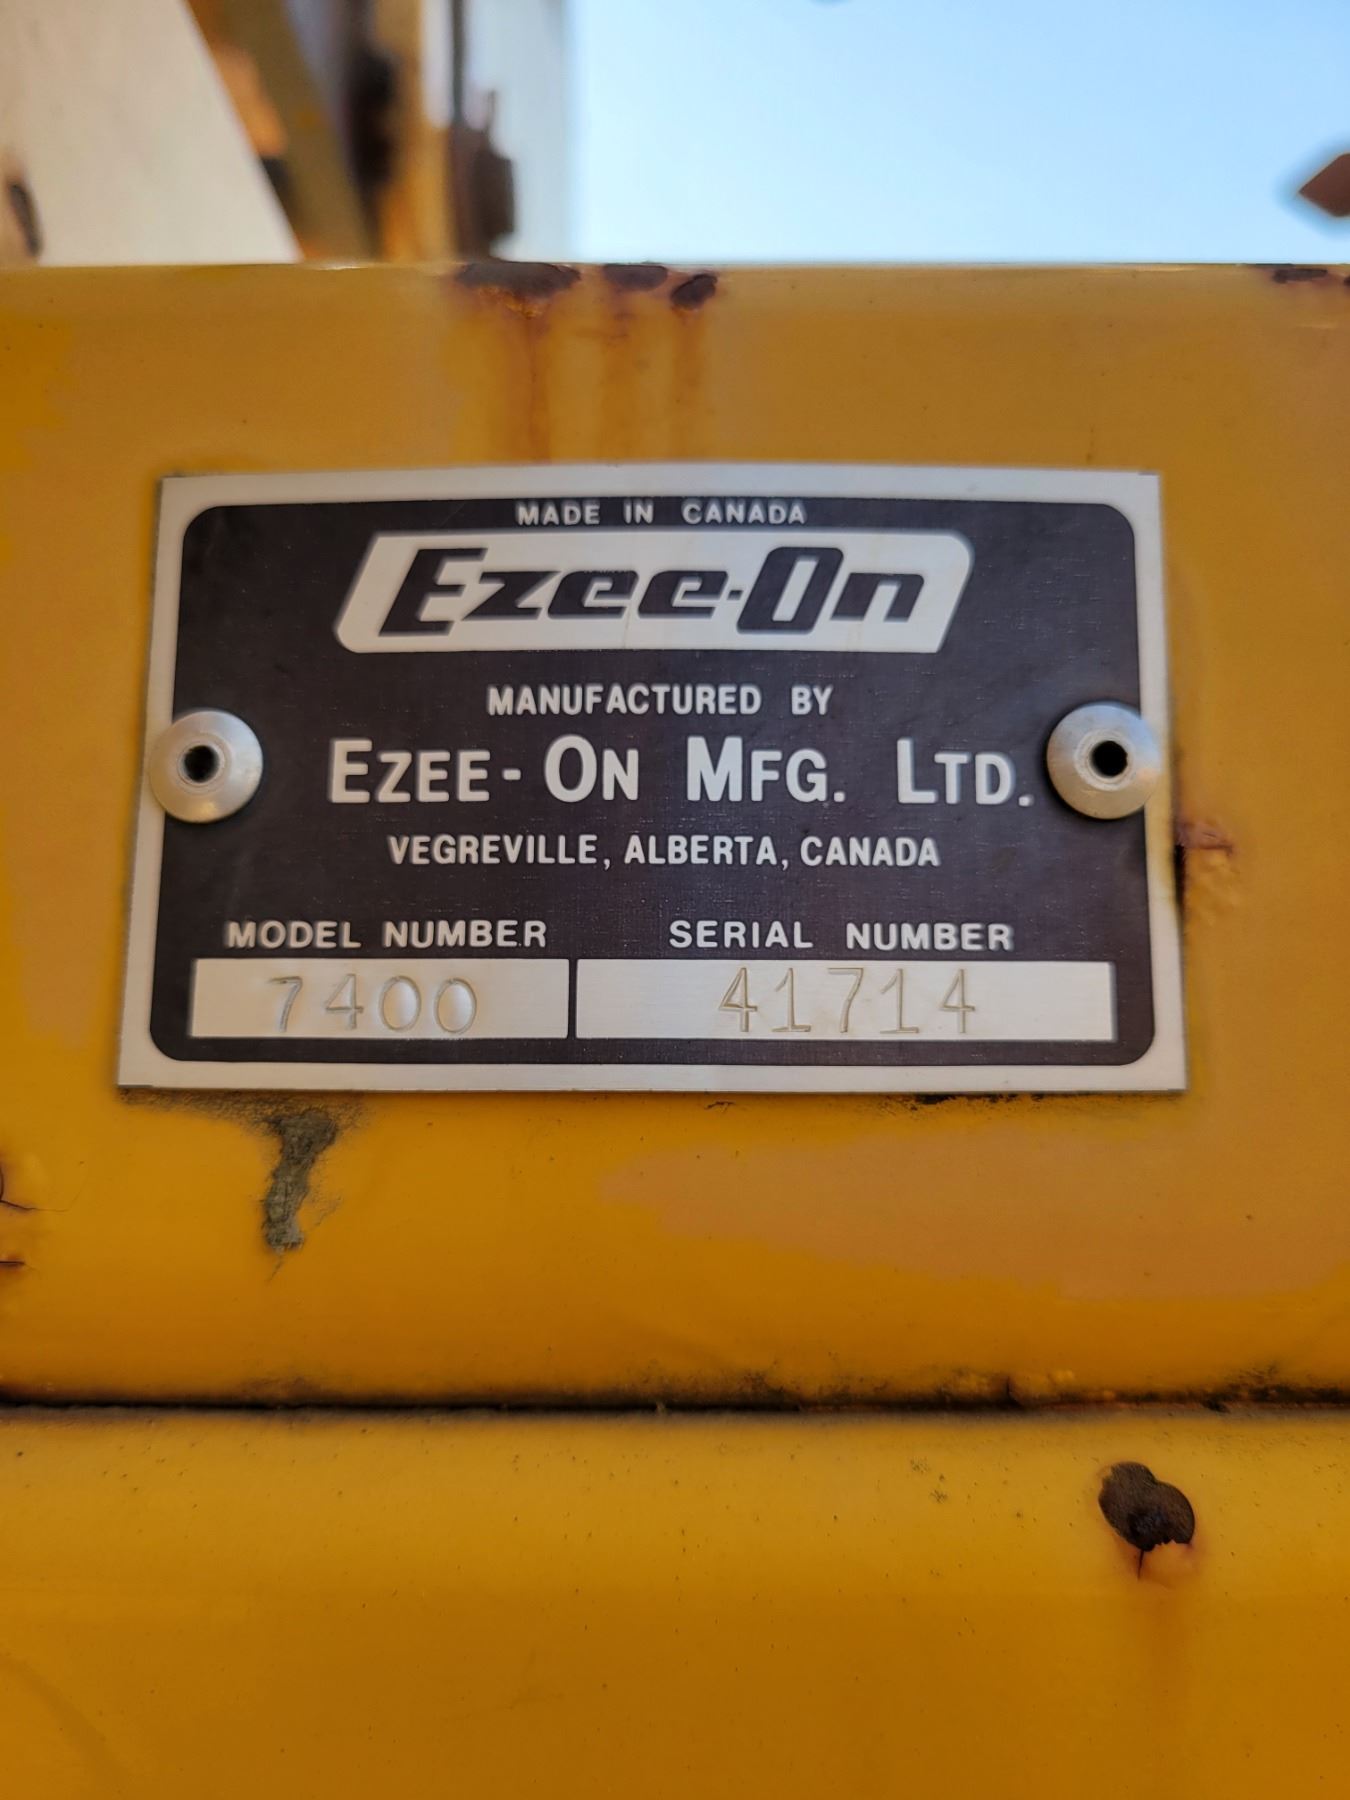 MADE IN CANADA
Ezee-On
MANUFACTURED BY
EZEE-ON MFG. LTD.
VEGREVILLE, ALBERTA, CANADA
MODEL NUMBER SERIAL NUMBER
7400 41714